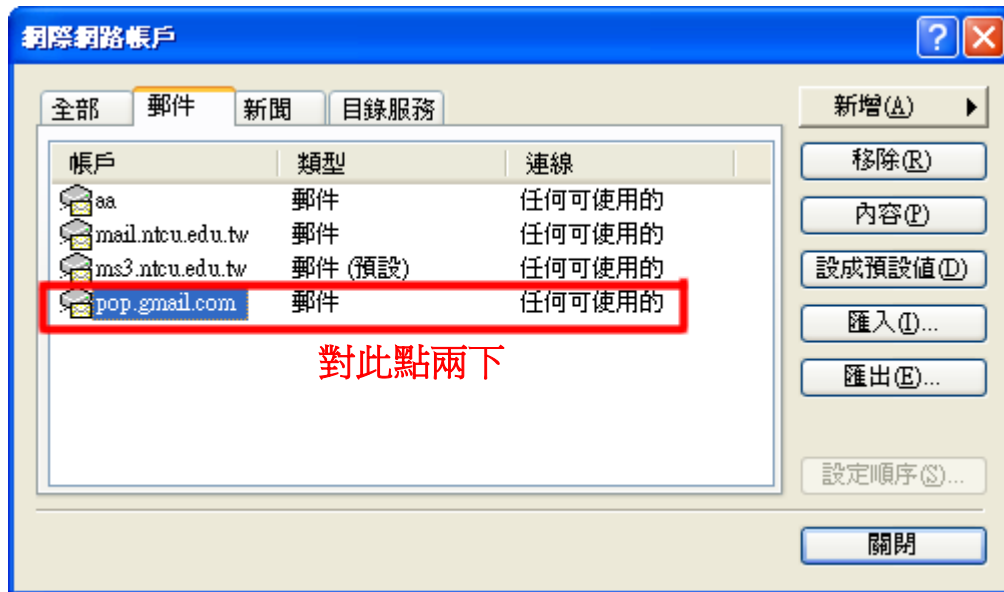 網際網路帳戶
全部 郵件 新聞 目錄服務
帳戶 類型 連線
aa 郵件 任何可使用的
mail.ntcu.edu.tw 郵件 任何可使用的
ms3.ntcu.edu.tw 郵件 (預設) 任何可使用的
pop.gmail.com 郵件 任何可使用的
對此點兩下
新增(A)
移除(R)
內容(P)
設成預設值(D)
匯入(I)...
匯出(E)...
設定順序(S)...
關閉